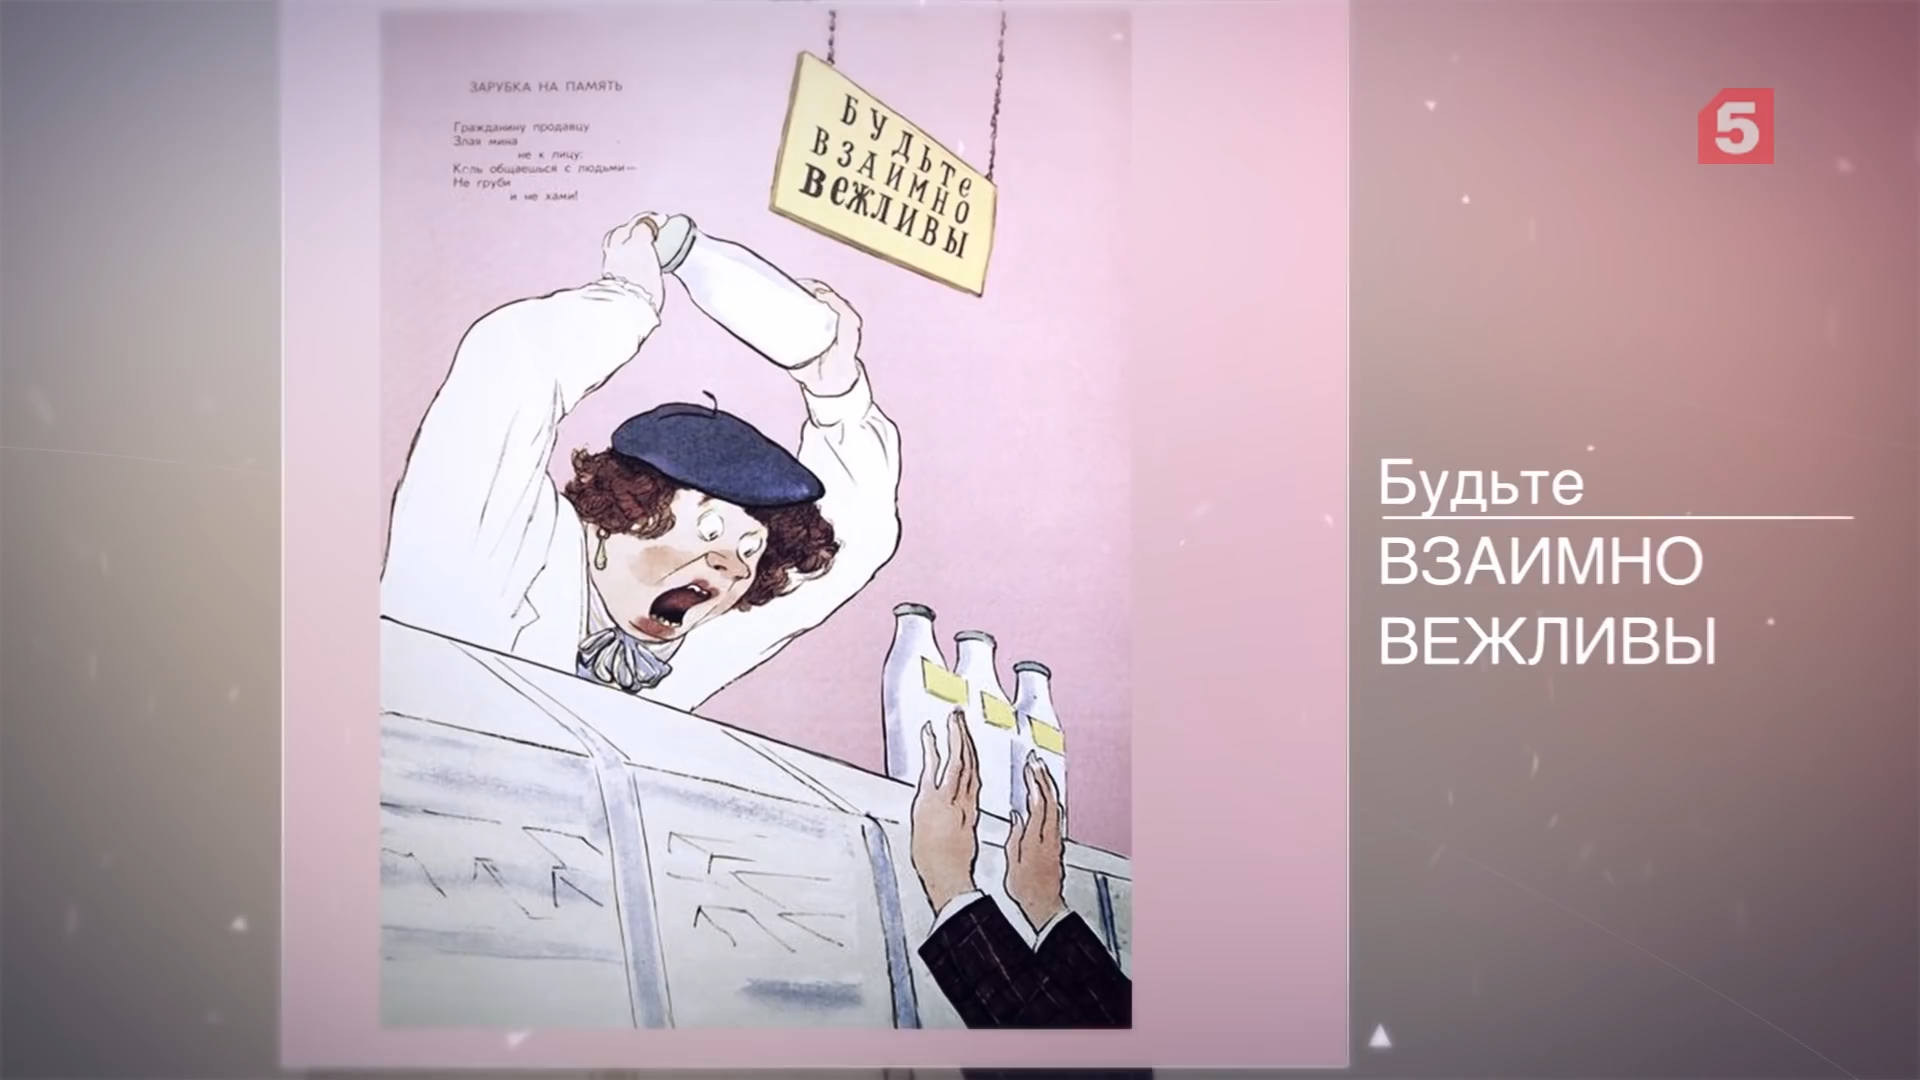 ЗАРУБКА НА ПАМЯТЬ
Гражданину продавцу
Злая мина
не к лицу:
Коль общаешься с людьми—
Не груби
и не хами!
БУДЬТе
ВЗАИМНО
ВеЖЛИВЫ
5
Будьте
ВЗАИМНО
ВЕЖЛИВЫ